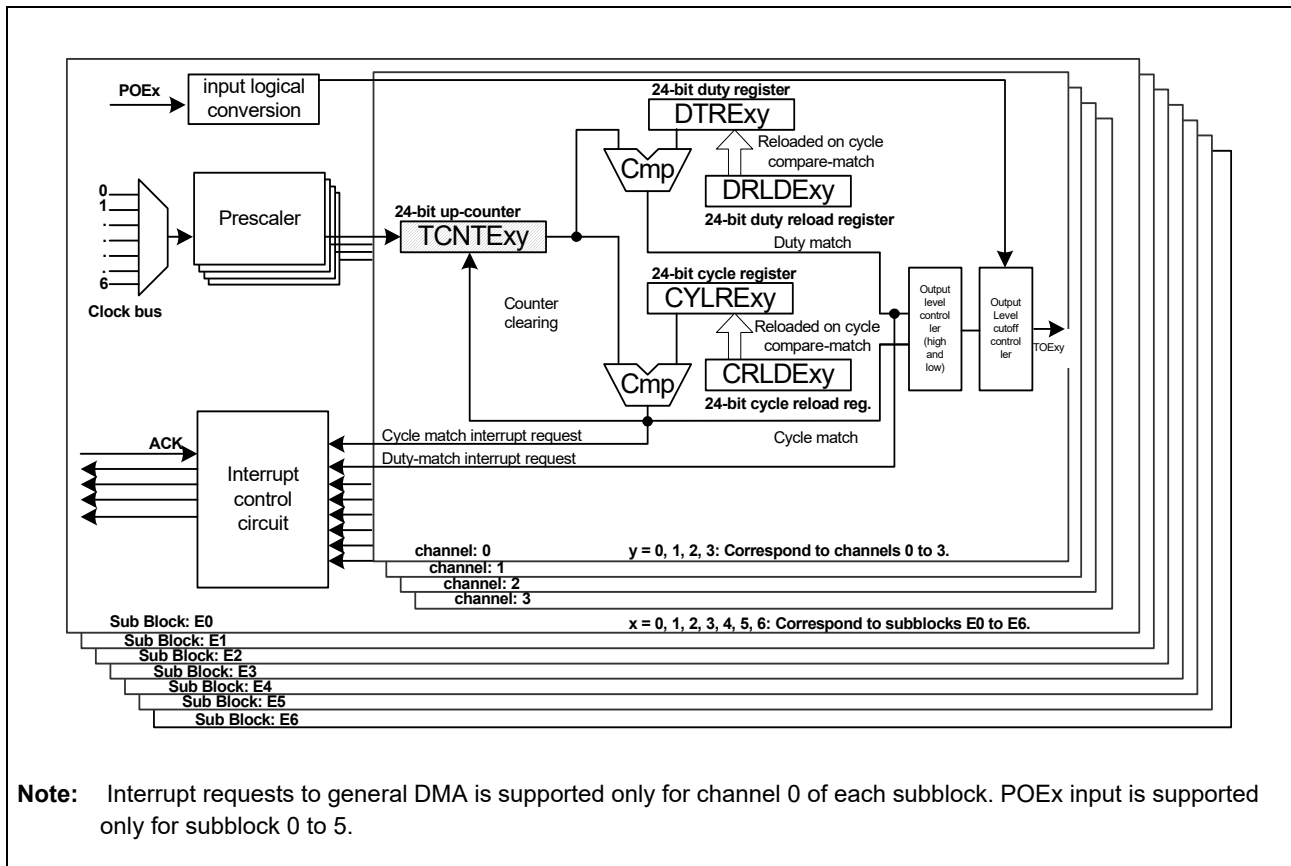 POEx
input logical
conversion
24-bit duty register
DTRExy
Reloaded on cycle
compare-match
Cmp
DRLDExy
24-bit duty reload register
0
1
.
.
.
.
6
Clock bus
Prescaler
24-bit up-counter
TCNTExy
Duty match
24-bit cycle register
CYLRExy
Counter
clearing
Reloaded on cycle
compare-match
Cmp
CRLDExy
24-bit cycle reload reg.
Output
level control
ler
(high
and
low)
Output
Level
cutoff
control
ler
TOExy
Cycle match interrupt request
Cycle match
Duty-match interrupt request
ACK
Interrupt
control
circuit
channel: 0
y = 0, 1, 2, 3: Correspond to channels 0 to 3.
channel: 1
channel: 2
channel: 3
Sub Block: E0
x = 0, 1, 2, 3, 4, 5, 6: Correspond to subblocks E0 to E6.
Sub Block: E1
Sub Block: E2
Sub Block: E3
Sub Block: E4
Sub Block: E5
Sub Block: E6
Note: Interrupt requests to general DMA is supported only for channel 0 of each subblock. POEx input is supported
only for subblock 0 to 5.